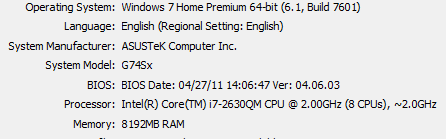 Operating System: Windows 7 Home Premium 64-bit (6.1, Build 7601)
Language: English (Regional Setting: English)
System Manufacturer: ASUSTeK Computer Inc.
System Model: G74Sx
BIOS: BIOS Date: 04/27/11 14:06:47 Ver: 04.06.03
Processor: Intel(R) Core(TM) i7-2630QM CPU @ 2.00GHz (8 CPUs), ~2.0GHz
Memory: 8192MB RAM